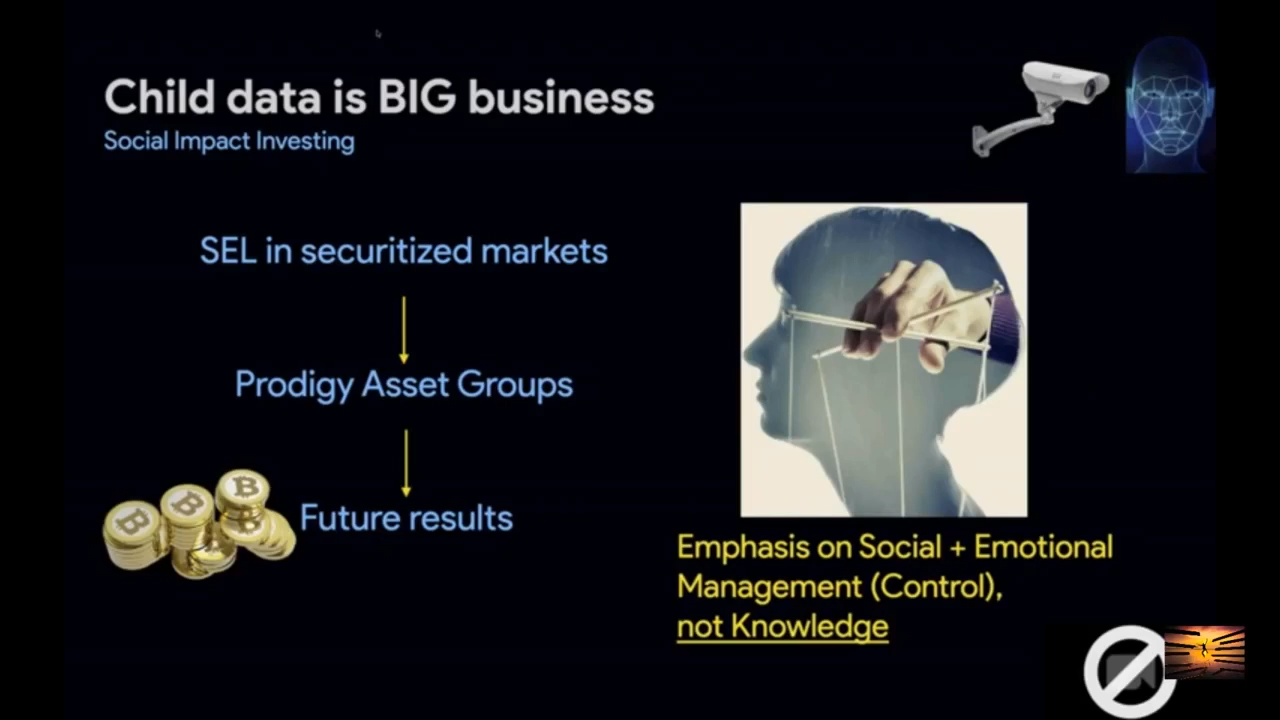 Child data is BIG business
Social Impact Investing
SEL in securitized markets
Prodigy Asset Groups
Future results
Emphasis on Social + Emotional
Management (Control),
not Knowledge